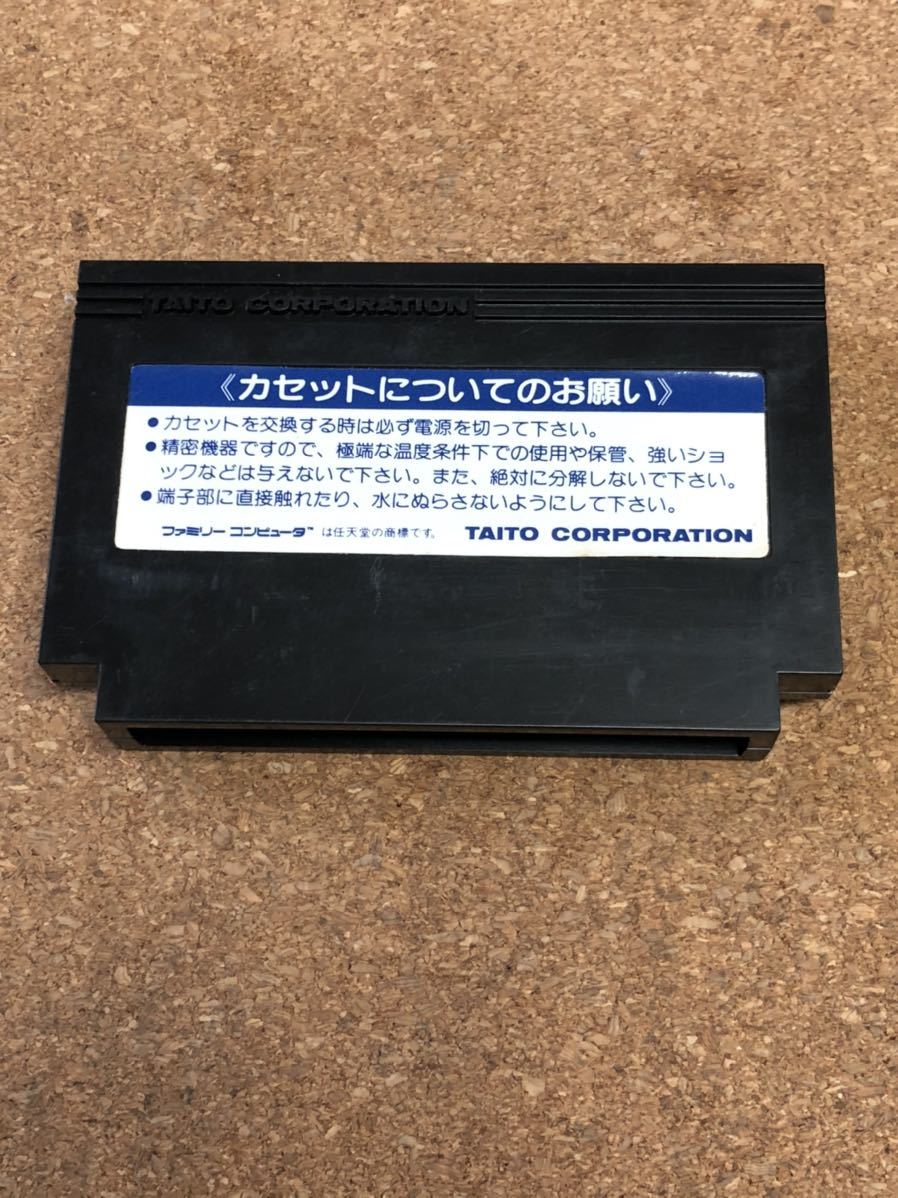 TAITO CORPORATION
《カセットについてのお願い》
●カセットを交換する時は必ず電源を切って下さい。
●精密機器ですので、極端な温度条件下での使用や保管、強いショ
ックなどは与えないで下さい。また、絶対に分解しないで下さい。
●端子部に直接触れたり、水にぬらさないようにして下さい。
ファミリー コンピュータ™ は任天堂の商標です。 TAITO CORPORATION